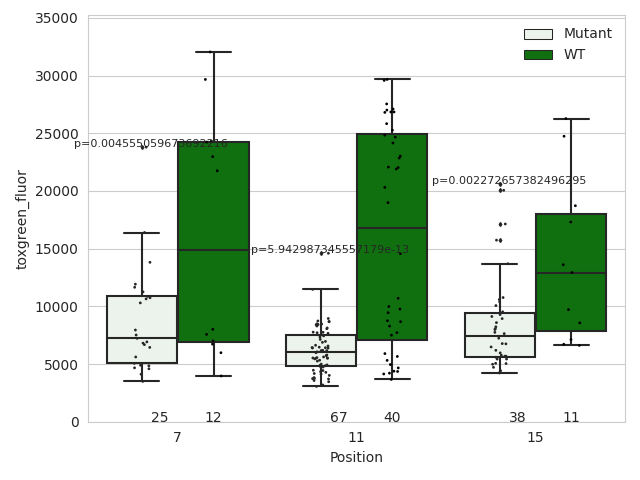 35000
Mutant
WT
30000
25000
p=0.004555059673692216
20000
p=0.002272657382496295
15000
p=5.942987345557179e-13
10000
5000
0
toxgreen_fluor
25 12 67 40 38 11
7 11 15
Position